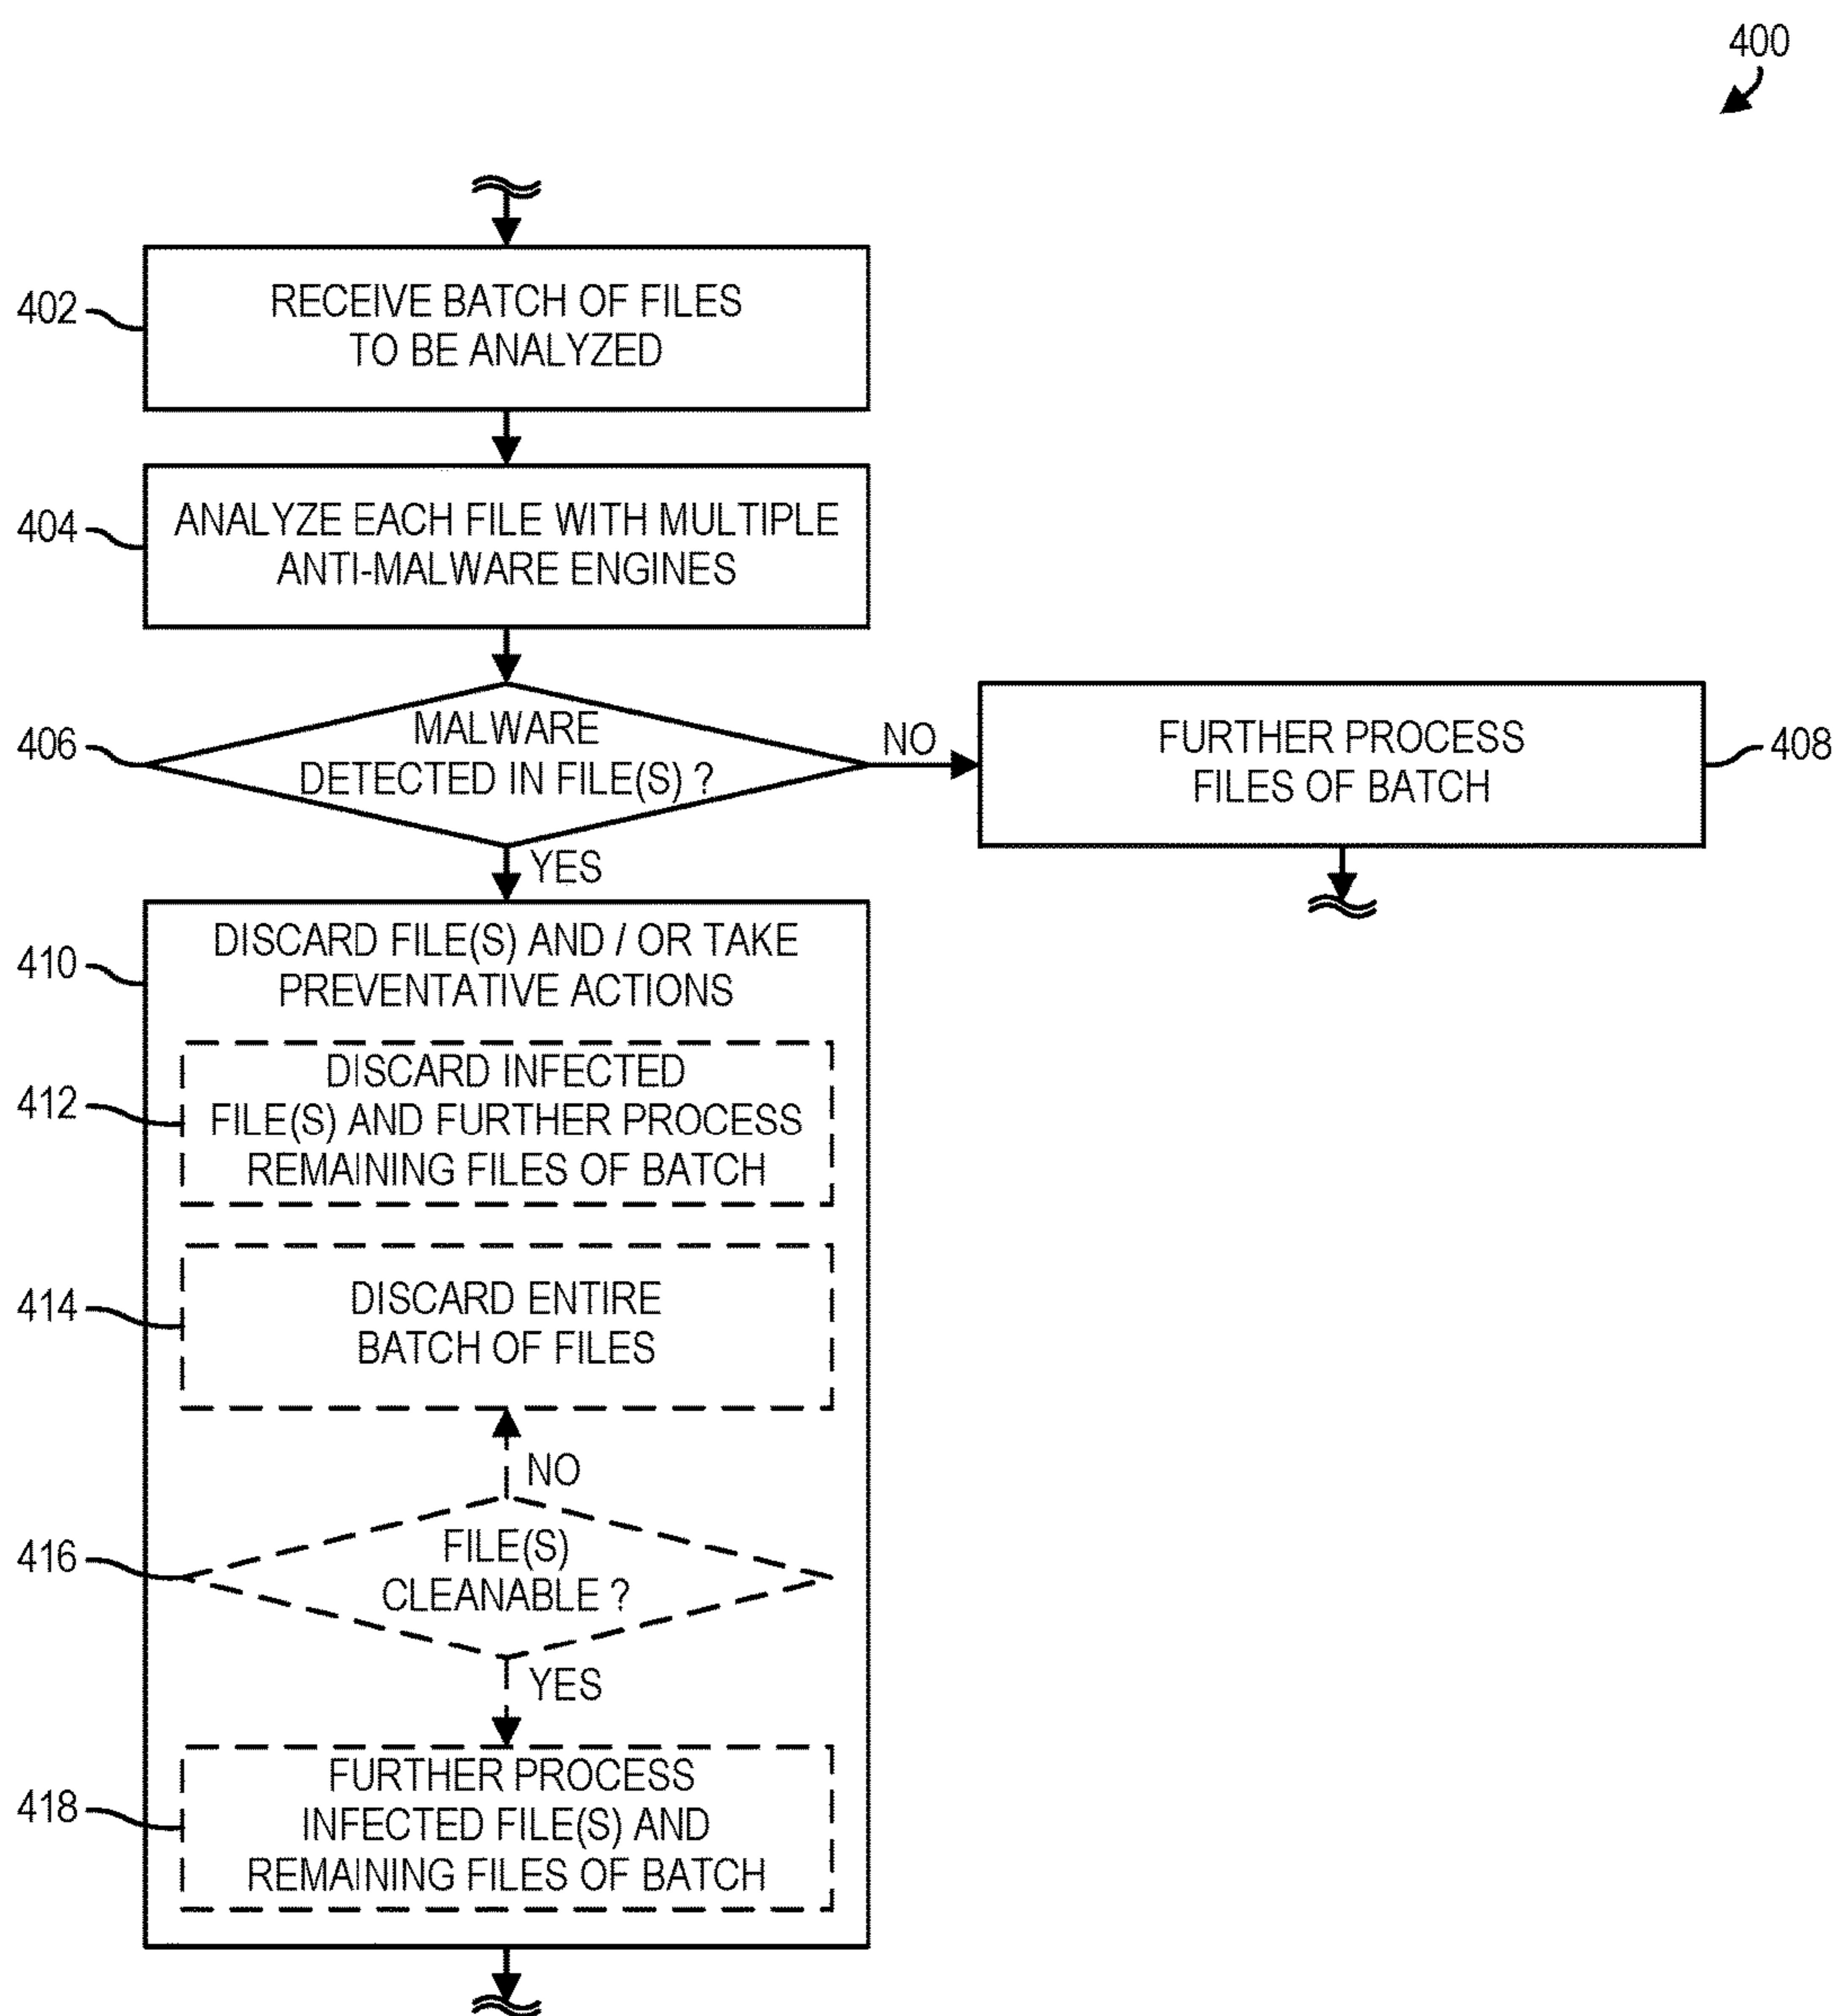 400
402
RECEIVE BATCH OF FILES
TO BE ANALYZED
404
ANALYZE EACH FILE WITH MULTIPLE
ANTI-MALWARE ENGINES
406
MALWARE
DETECTED IN FILE(S) ?
NO
FURTHER PROCESS
FILES OF BATCH
408
YES
410
DISCARD FILE(S) AND / OR TAKE
PREVENTATIVE ACTIONS
412
DISCARD INFECTED
FILE(S) AND FURTHER PROCESS
REMAINING FILES OF BATCH
414
DISCARD ENTIRE
BATCH OF FILES
NO
416
FILE(S)
CLEANABLE ?
YES
418
FURTHER PROCESS
INFECTED FILE(S) AND
REMAINING FILES OF BATCH